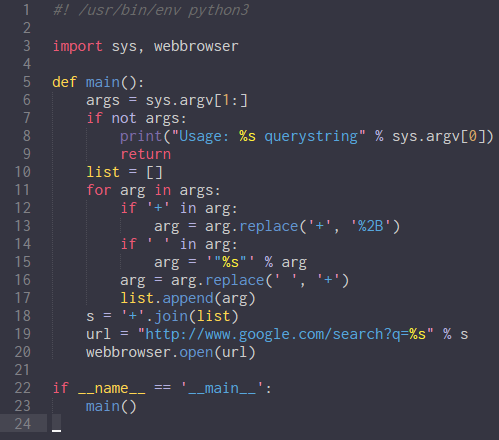 1 #! /usr/bin/env python3
2
3 import sys, webbrowser
4
5 def main():
6     args = sys.argv[1:]
7     if not args:
8         print("Usage: %s querystring" % sys.argv[0])
9         return
10     list = []
11     for arg in args:
12         if '+' in arg:
13             arg = arg.replace('+', '%2B')
14         if ' ' in arg:
15             arg = '"%s"' % arg
16         arg = arg.replace(' ', '+')
17         list.append(arg)
18     s = '+'.join(list)
19     url = "http://www.google.com/search?q=%s" % s
20     webbrowser.open(url)
21
22 if __name__ == '__main__':
23     main()
24